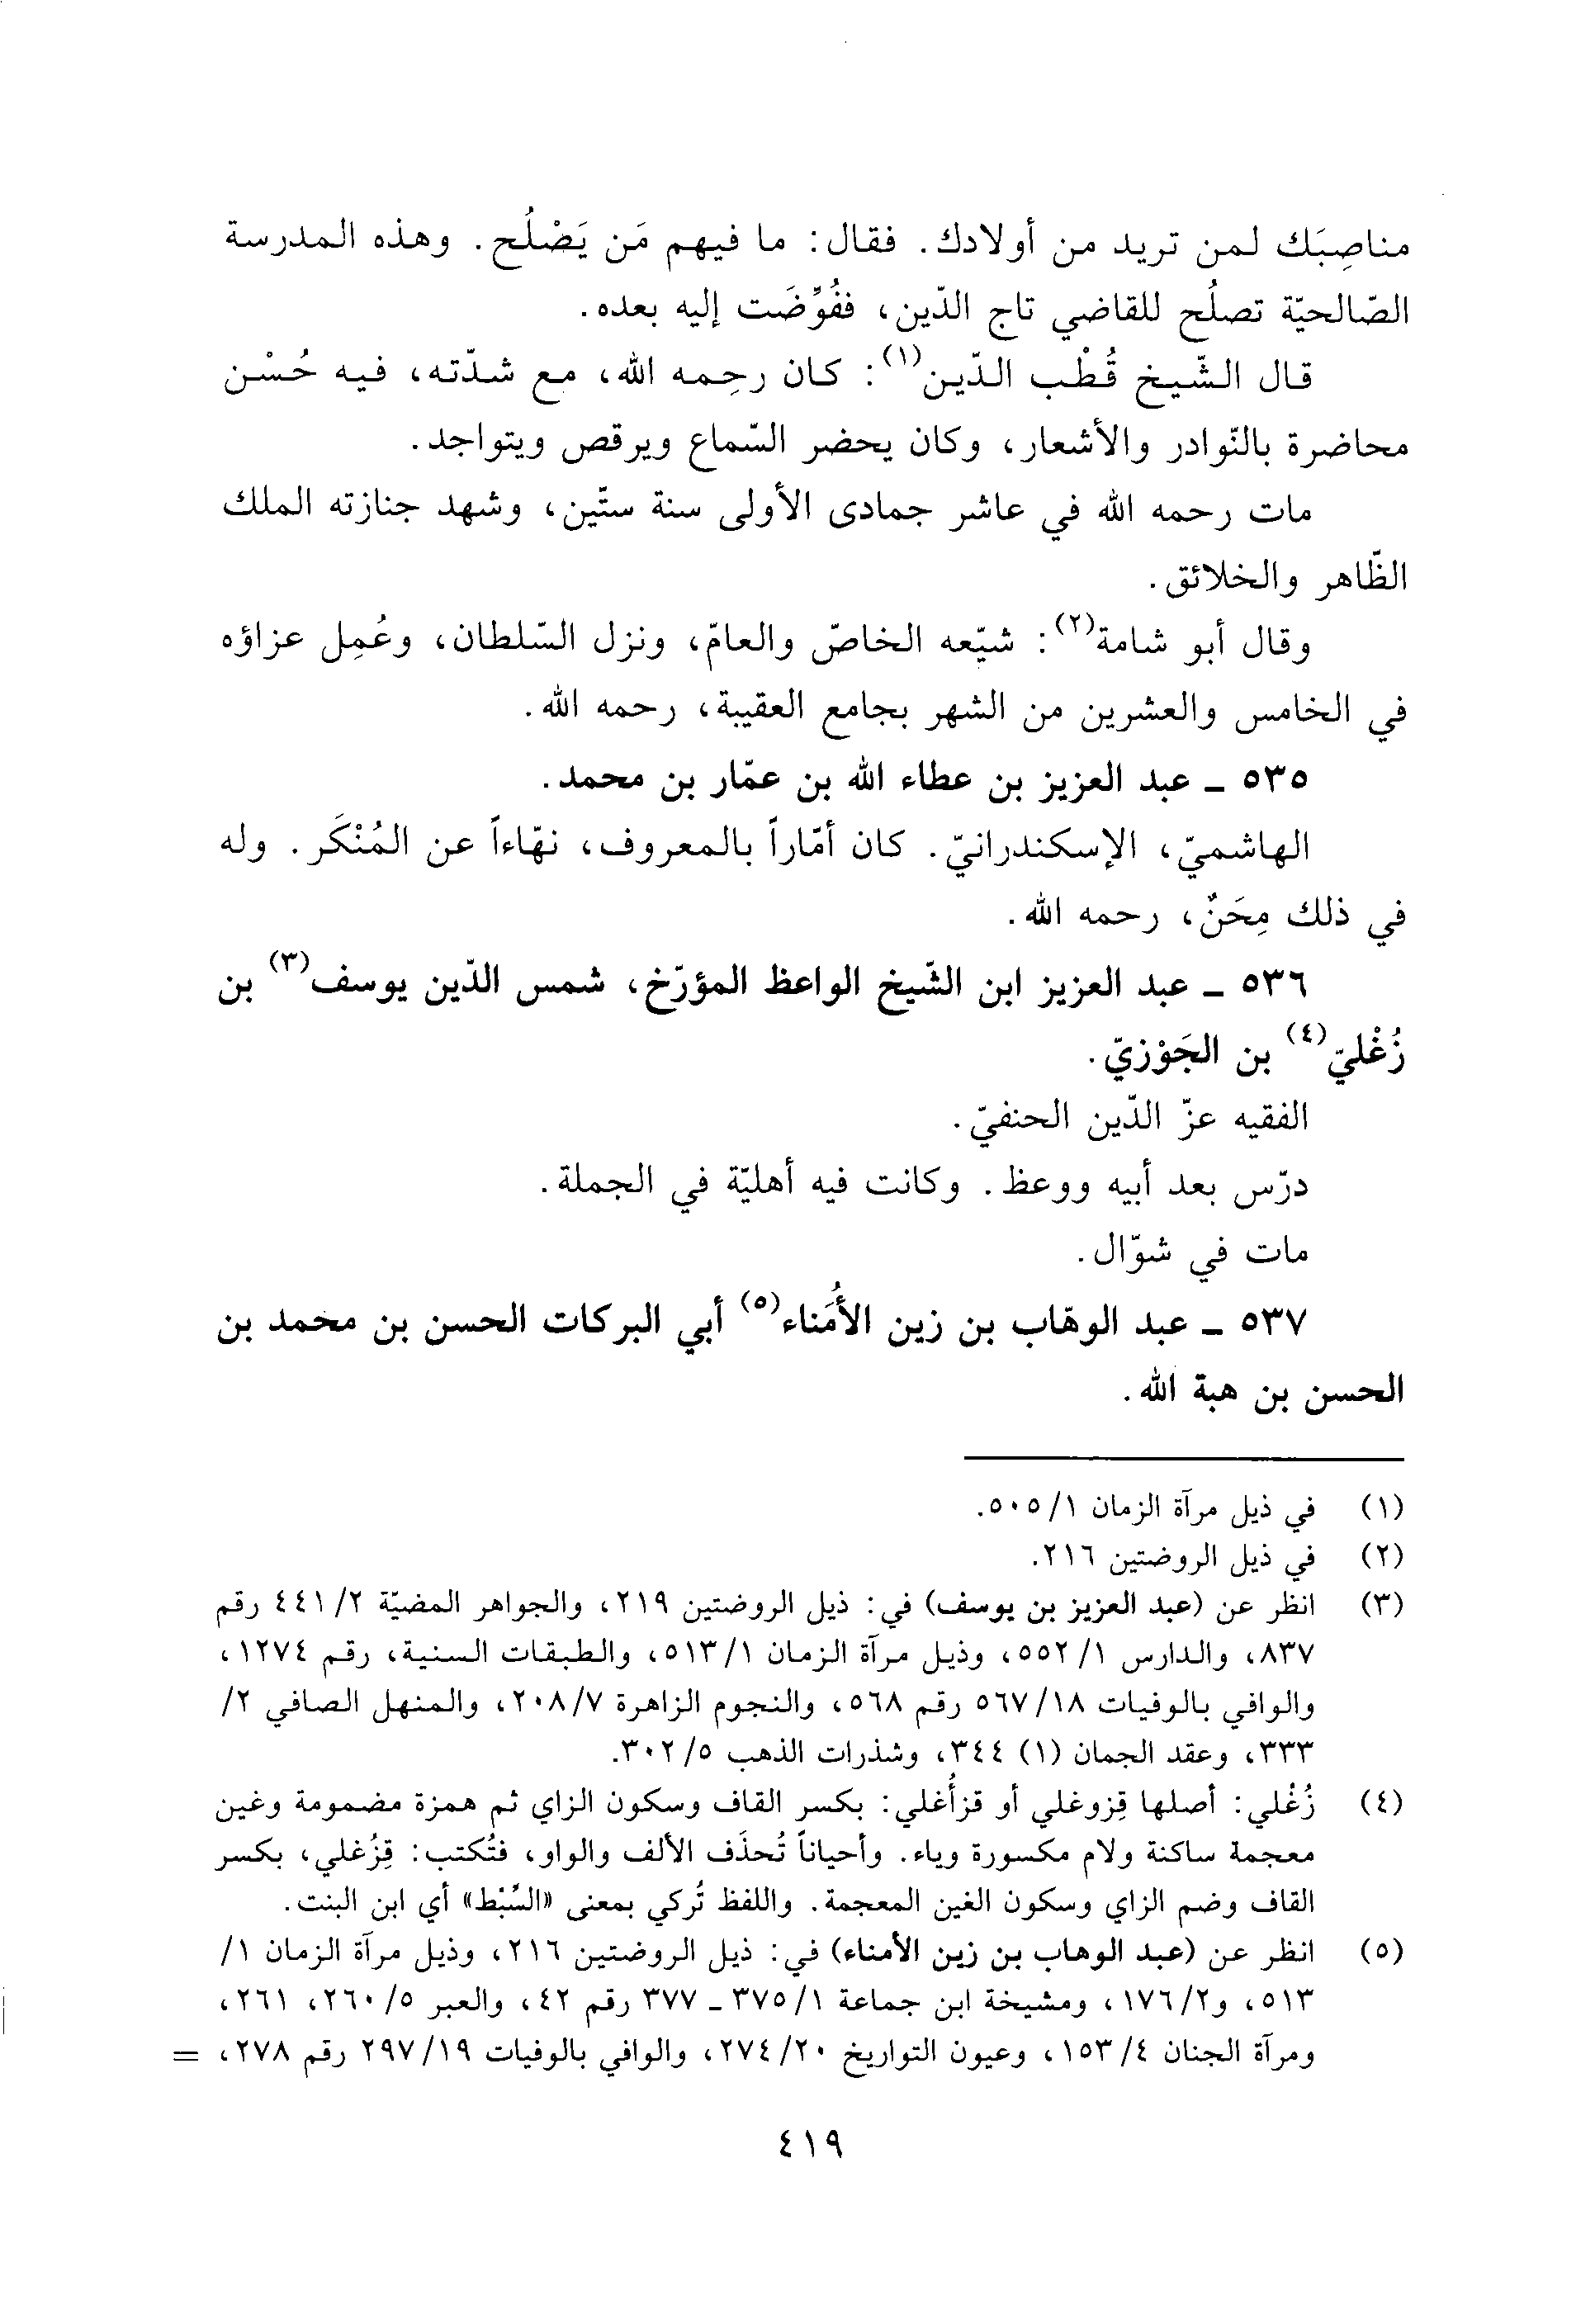 مناصِبَك لمن تريد من أولادك. فقال: ما فيهم مَن يَصْلُح. وهذه المدرسة
الصّالحيّة تصلُح للقاضي تاج الدّين، ففُوِّضَت إليه بعده.
قال الشّيخ قُطْب الدّين(١): كان رحِمه الله، مع شدّته، فيه حُسْن
محاضرة بالنّوادر والأشعار، وكان يحضر السّماع ويرقص ويتواجد.
مات رحمه الله في عاشر جمادى الأولى سنة ستّين، وشهد جنازته الملك
الظّاهر والخلائق.
وقال أبو شامة(٢): شيّعه الخاصّ والعامّ، ونزل السّلطان، وعُمِل عزاؤه
في الخامس والعشرين من الشهر بجامع العقيبة، رحمه الله.
٥٣٥ ـ عبد العزيز بن عطاء الله بن عمّار بن محمد.
الهاشميّ، الإسكندرانيّ. كان أمّاراً بالمعروف، نهّاءاً عن المُنْكَر. وله
في ذلك مِحَنٌ، رحمه الله.
٥٣٦ ـ عبد العزيز ابن الشّيخ الواعظ المؤرّخ، شمس الدّين يوسف(٣) بن
زُغْليّ(٤) بن الجَوْزيّ.
الفقيه عزّ الدّين الحنفيّ.
درّس بعد أبيه ووعظ. وكانت فيه أهليّة في الجملة.
مات في شوّال.
٥٣٧ ـ عبد الوهّاب بن زين الأُمَناء(٥) أبي البركات الحسن بن محمد بن
الحسن بن هبة الله.
(١) في ذيل مرآة الزمان ١/٥٠٥.
(٢) في ذيل الروضتين ٢١٦.
(٣) انظر عن (عبد العزيز بن يوسف) في: ذيل الروضتين ٢١٩، والجواهر المضيّة ٢/٤٤١ رقم
٨٣٧، والدارس ١/٥٥٢، وذيل مرآة الزمان ١/٥١٣، والطبقات السنية، رقم ١٢٧٤،
والوافي بالوفيات ١٨/٥٦٧ رقم ٥٦٨، والنجوم الزاهرة ٧/٢٠٨، والمنهل الصافي ٢/
٣٣٣، وعقد الجمان (١) ٣٤٤، وشذرات الذهب ٥/٣٠٢.
(٤) زُغْلي: أصلها قِزوغلي أو قزأُغلي: بكسر القاف وسكون الزاي ثم همزة مضمومة وغين
معجمة ساكنة ولام مكسورة وياء. وأحياناً تُحذَف الألف والواو، فتُكتب: قِزُغلي، بكسر
القاف وضم الزاي وسكون الغين المعجمة. واللفظ تُركي بمعنى «السِّبْط» أي ابن البنت.
(٥) انظر عن (عبد الوهاب بن زين الأمناء) في: ذيل الروضتين ٢١٦، وذيل مرآة الزمان ١/
٥١٣، و٢/١٧٦، ومشيخة ابن جماعة ١/٣٧٥ ـ ٣٧٧ رقم ٤٢، والعبر ٥/٢٦٠، ٢٦١،
ومرآة الجنان ٤/١٥٣، وعيون التواريخ ٢٠/٢٧٤، والوافي بالوفيات ١٩/٢٩٧ رقم ٢٧٨، =
٤١٩